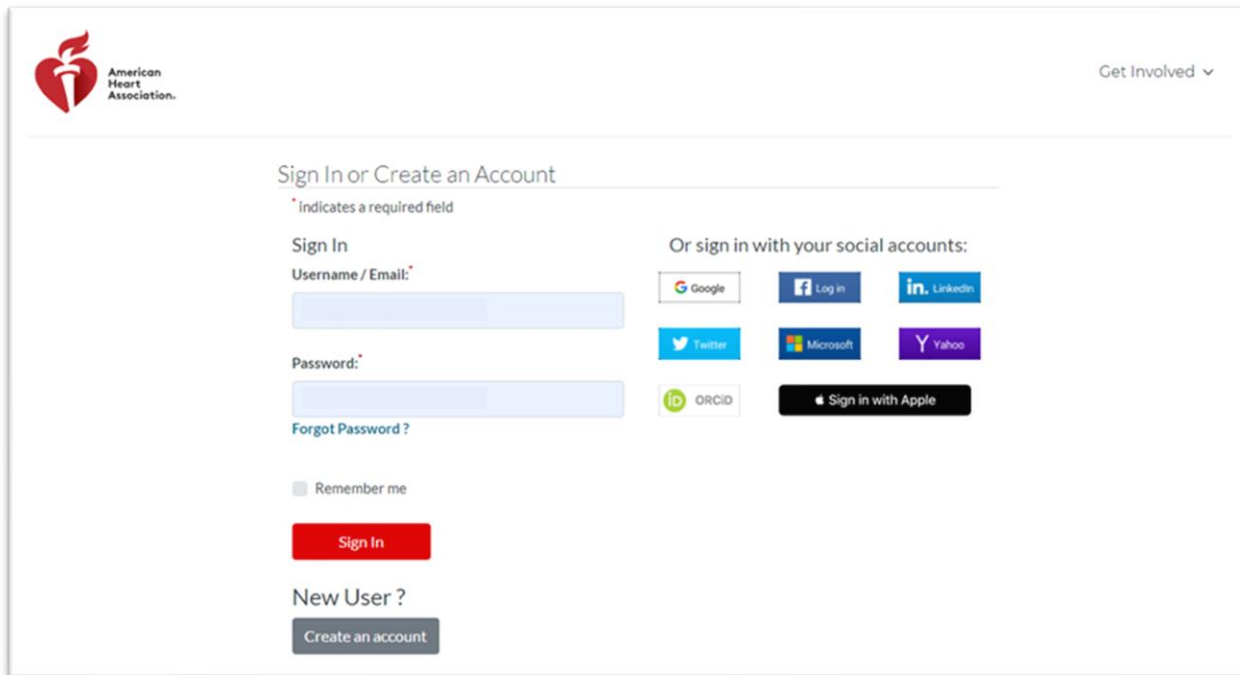 American
Heart
Association.
Get Involved
Sign In or Create an Account
* indicates a required field
Sign In
Username / Email:*
Password:*
Forgot Password ?
Remember me
Sign In
New User ?
Create an account
Or sign in with your social accounts:
Google
Log in
in. LinkedIn
Twitter
Microsoft
Y Yahoo
iD ORCiD
Sign in with Apple